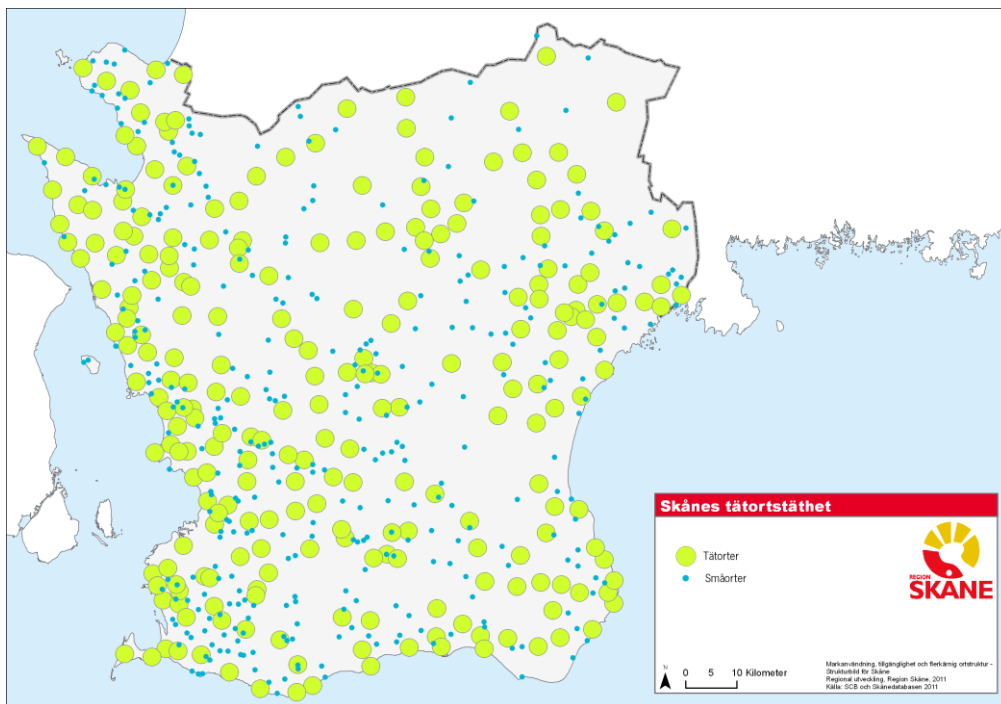 Skånes tätortstäthet
Tätorter
Småorter
REGION
SKÅNE
N
0 5 10 Kilometer
Markanvändning, tillgänglighet och flerkärnig ortstruktur -
Strukturbild för Skåne
Regional utveckling, Region Skåne, 2011
Källa: SCB och Skånedatabasen 2011